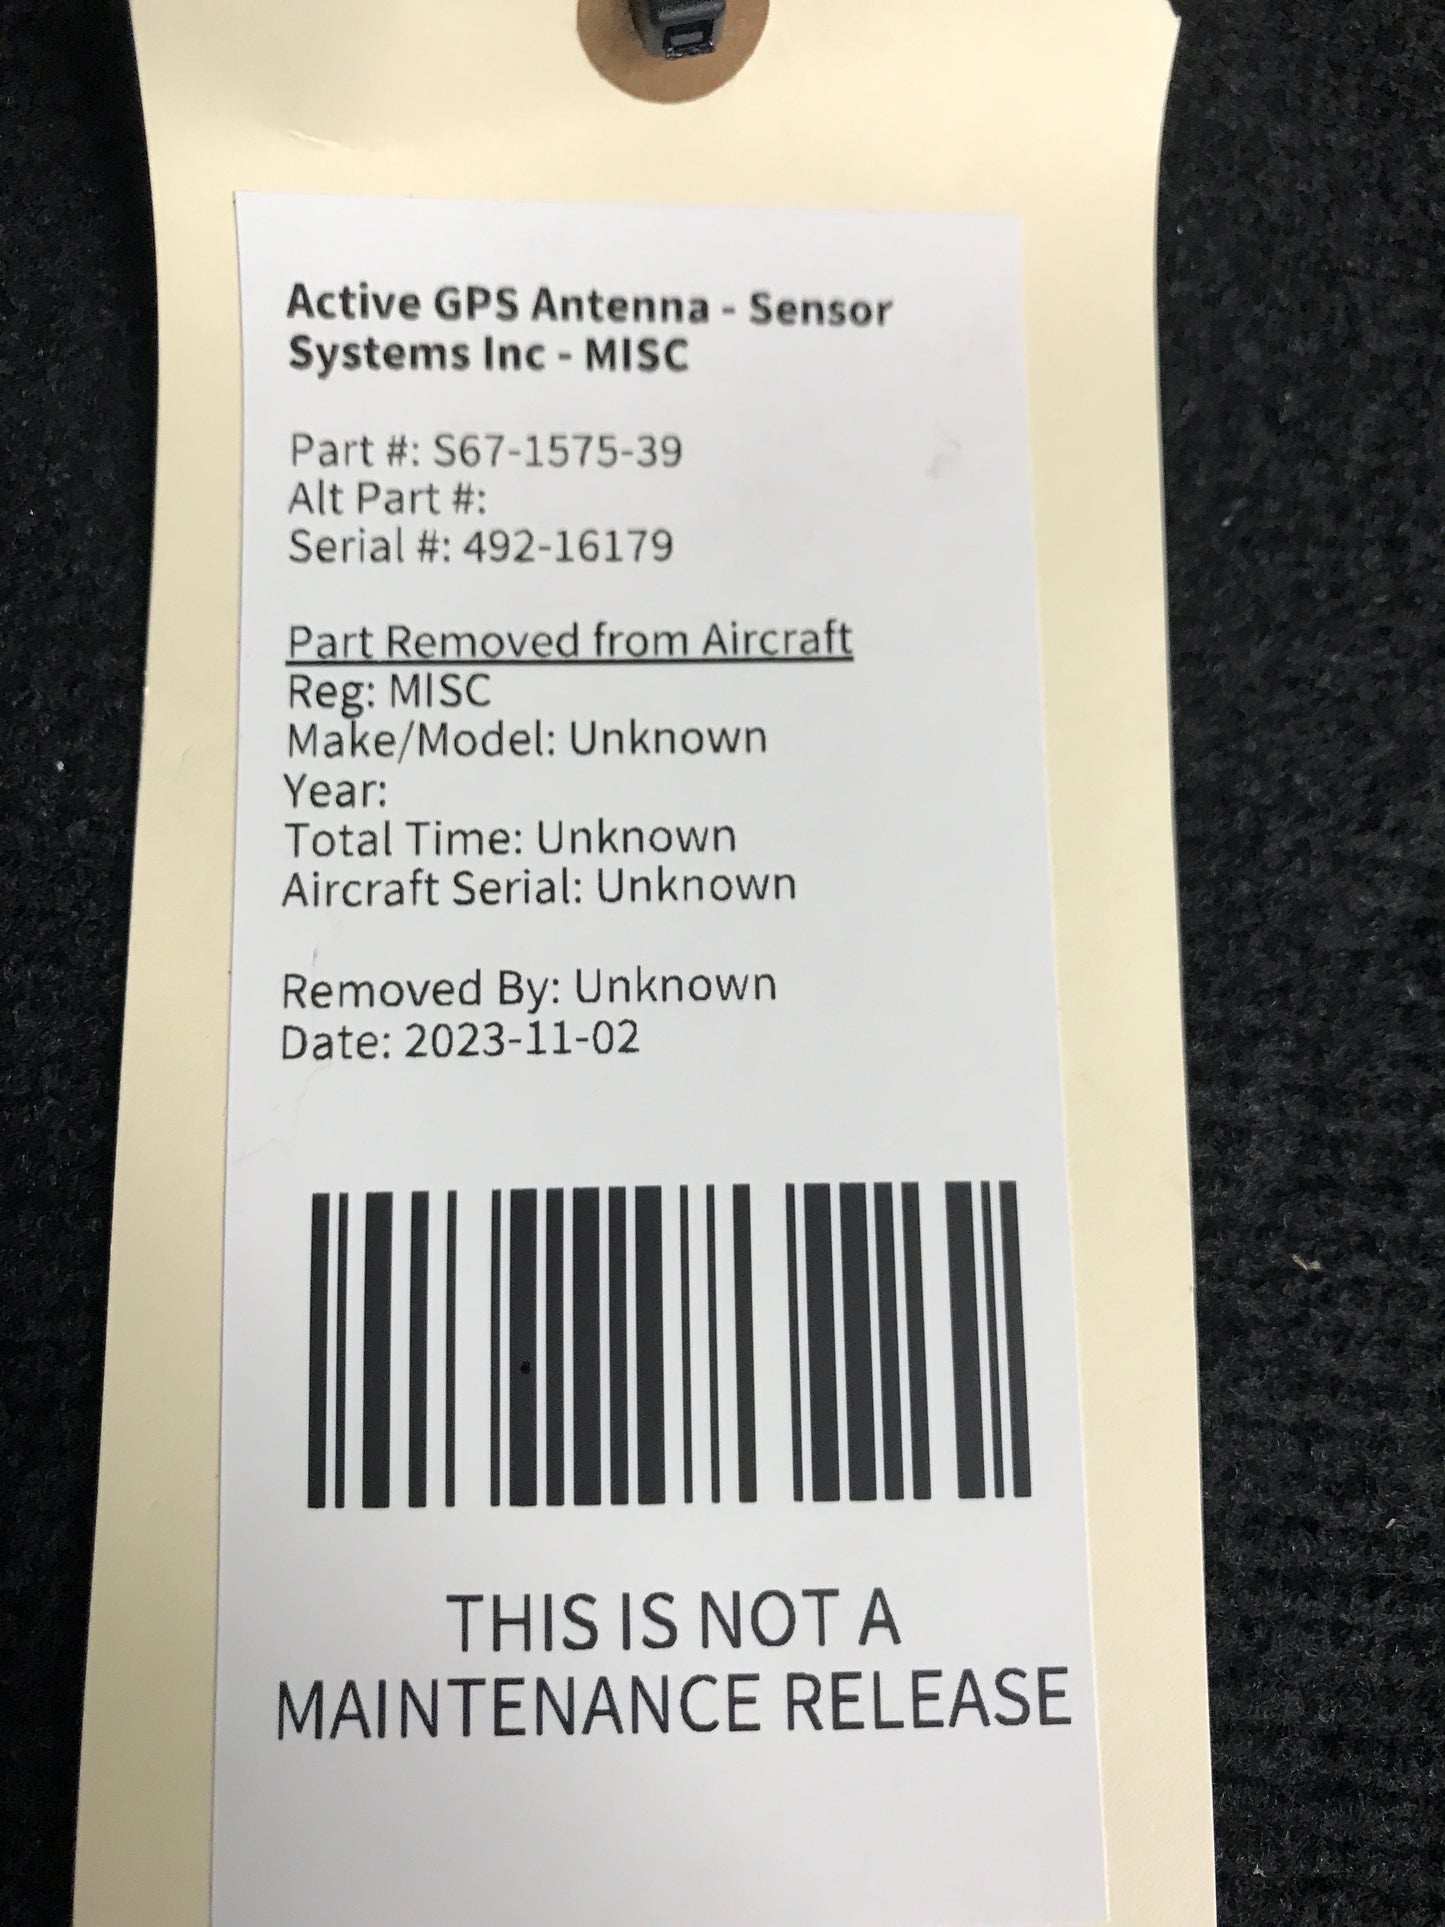 Active GPS Antenna - Sensor
Systems Inc - MISC
Part #: S67-1575-39
Alt Part #:
Serial #: 492-16179
Part Removed from Aircraft
Reg: MISC
Make/Model: Unknown
Year:
Total Time: Unknown
Aircraft Serial: Unknown
Removed By: Unknown
Date: 2023-11-02
THIS IS NOT A
MAINTENANCE RELEASE